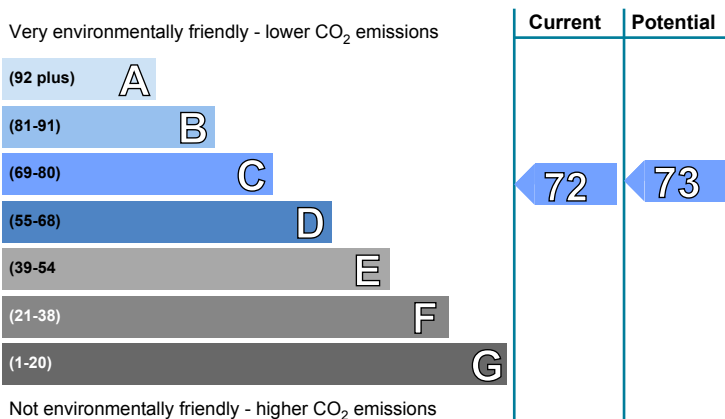 Current Potential
Very environmentally friendly - lower CO2 emissions
(92 plus) A
(81-91) B
(69-80) C
72 73
(55-68) D
(39-54 E
(21-38) F
(1-20) G
Not environmentally friendly - higher CO2 emissions